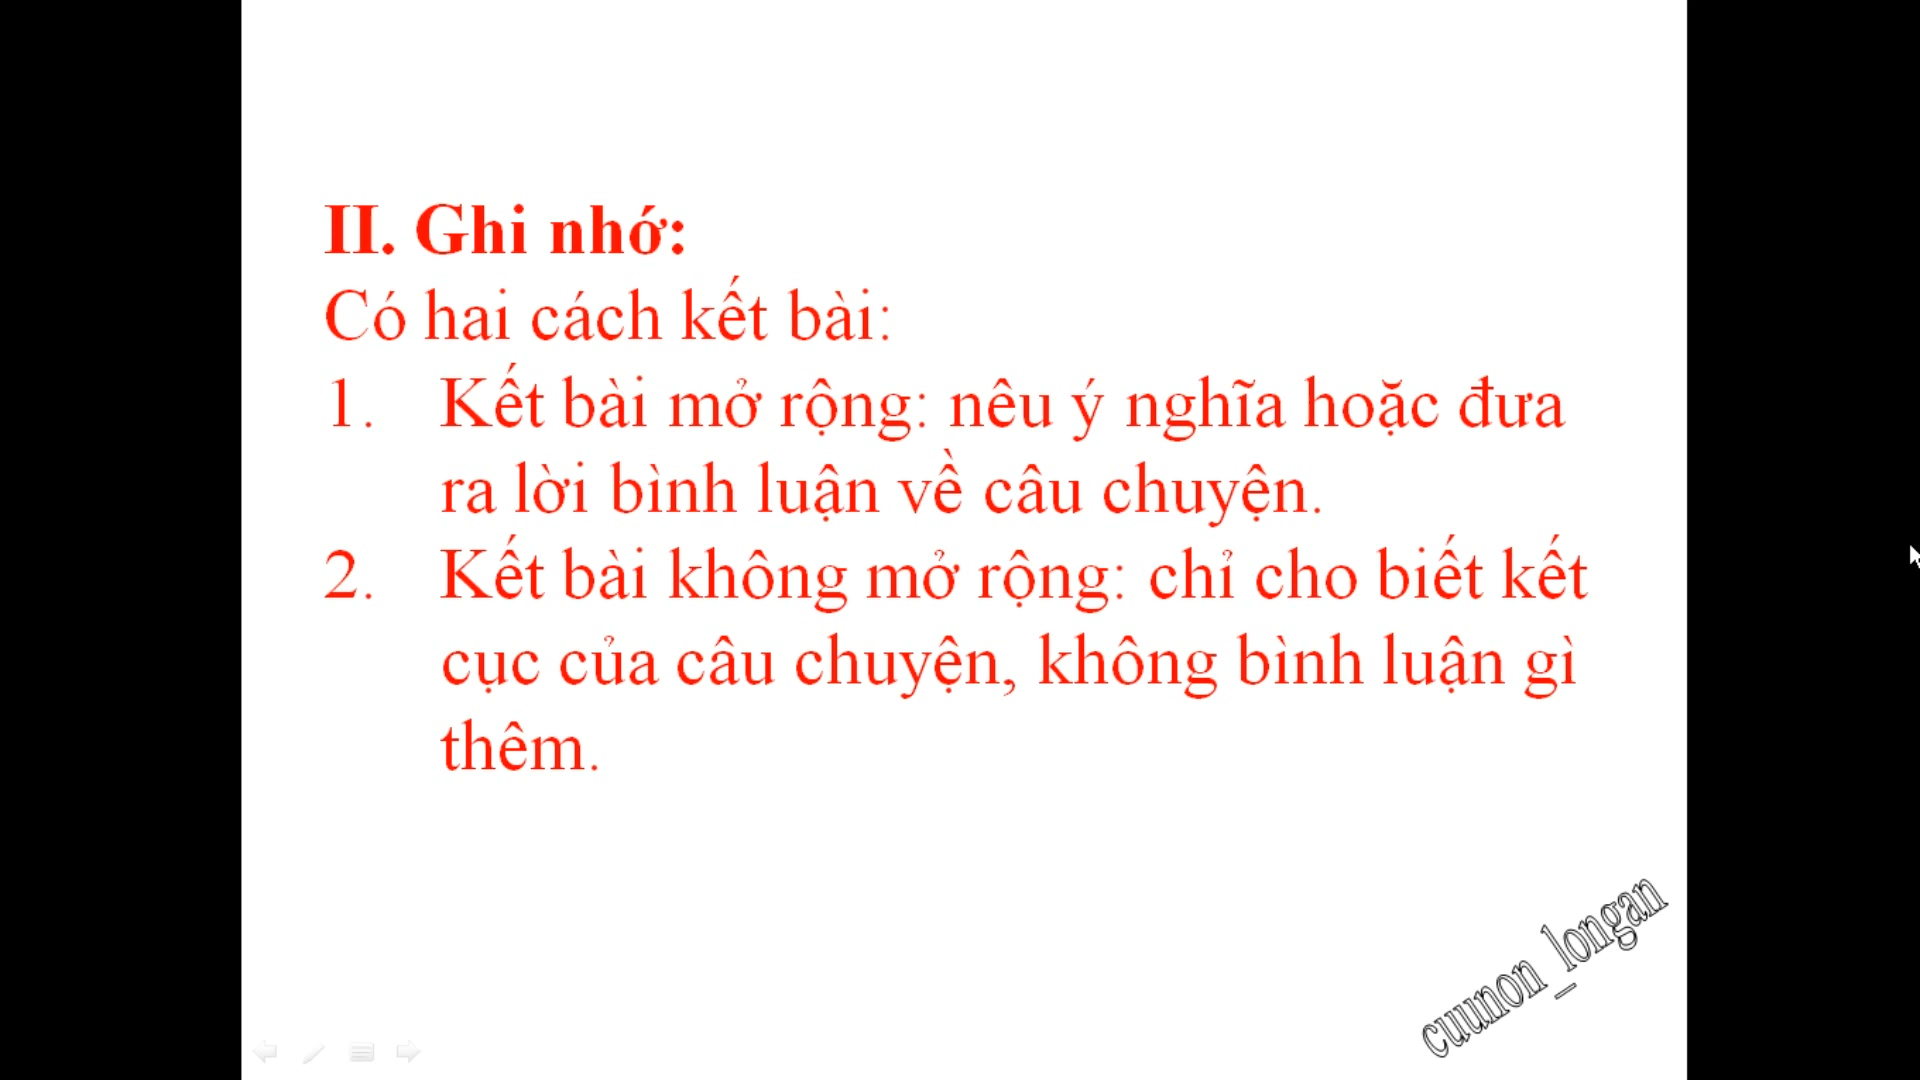 II. Ghi nhớ:
Có hai cách kết bài:
1. Kết bài mở rộng: nêu ý nghĩa hoặc đưa
ra lời bình luận về câu chuyện.
2. Kết bài không mở rộng: chỉ cho biết kết
cục của câu chuyện, không bình luận gì
thêm.
cuunon_longan